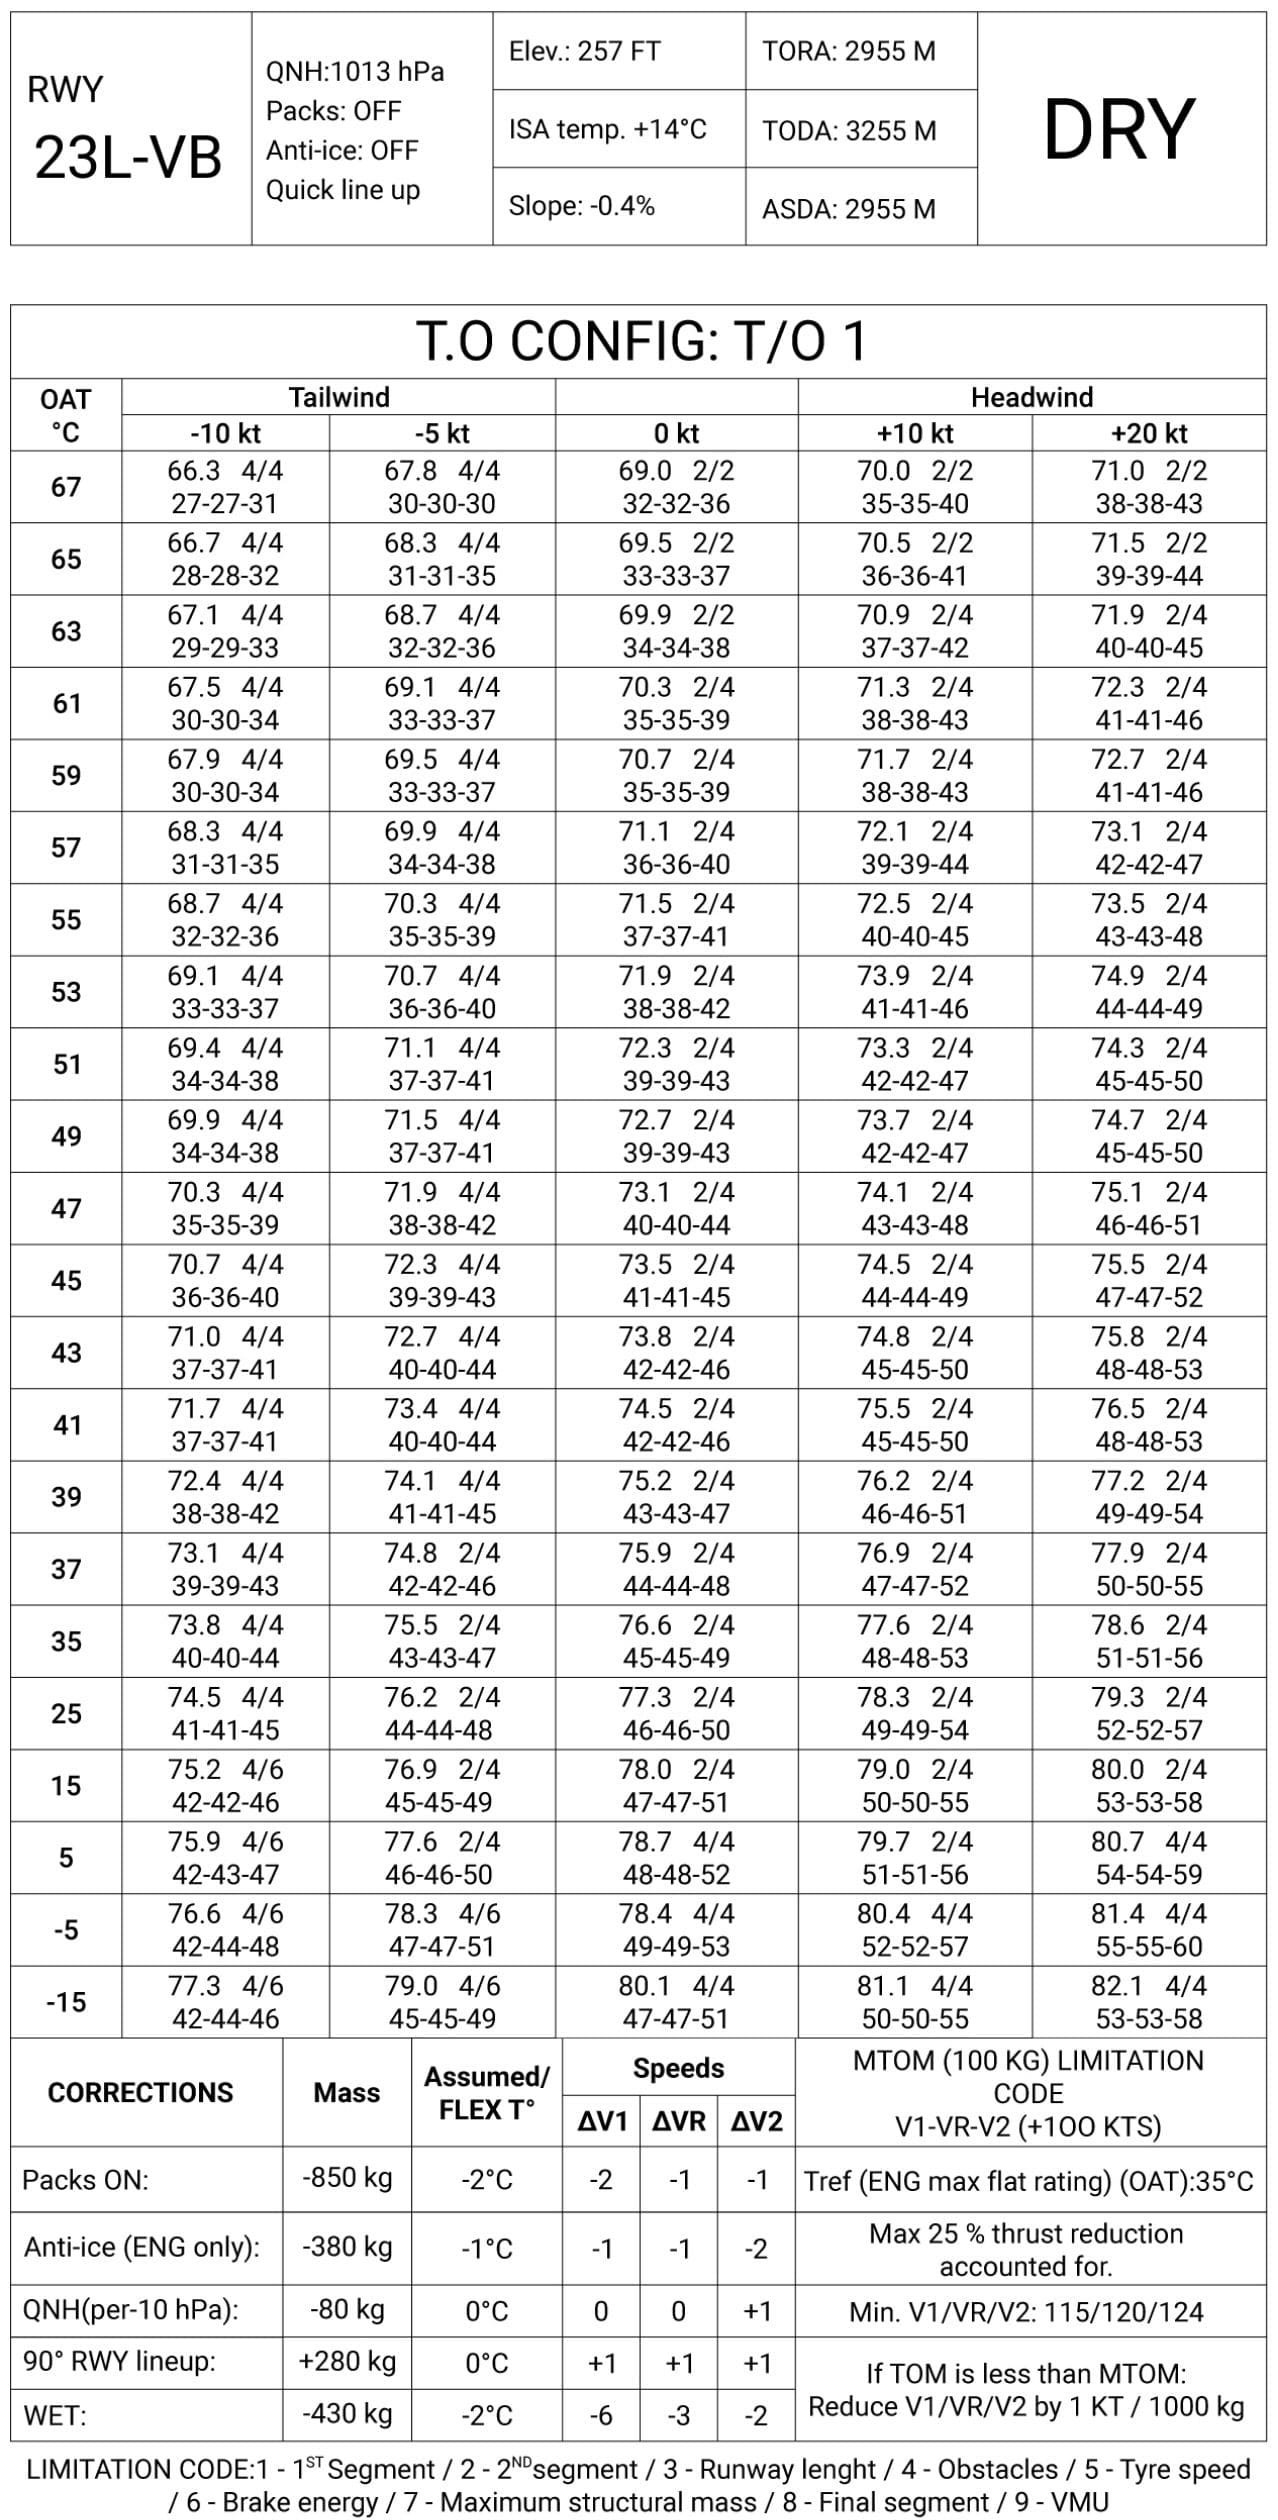 RWY
23L-VB
QNH:1013 hPa
Packs: OFF
Anti-ice: OFF
Quick line up
Elev.: 257 FT
ISA temp. +14°C
Slope: -0.4%
TORA: 2955 M
TODA: 3255 M
ASDA: 2955 M
DRY
T.O CONFIG: T/O 1
OAT °C
Tailwind Headwind
-10 kt -5 kt 0 kt +10 kt +20 kt
67
66.3 4/4 67.8 4/4 69.0 2/2 70.0 2/2 71.0 2/2
27-27-31 30-30-30 32-32-36 35-35-40 38-38-43
65
66.7 4/4 68.3 4/4 69.5 2/2 70.5 2/2 71.5 2/2
28-28-32 31-31-35 33-33-37 36-36-41 39-39-44
63
67.1 4/4 68.7 4/4 69.9 2/2 70.9 2/4 71.9 2/4
29-29-33 32-32-36 34-34-38 37-37-42 40-40-45
61
67.5 4/4 69.1 4/4 70.3 2/4 71.3 2/4 72.3 2/4
30-30-34 33-33-37 35-35-39 38-38-43 41-41-46
59
67.9 4/4 69.5 4/4 70.7 2/4 71.7 2/4 72.7 2/4
30-30-34 33-33-37 35-35-39 38-38-43 41-41-46
57
68.3 4/4 69.9 4/4 71.1 2/4 72.1 2/4 73.1 2/4
31-31-35 34-34-38 36-36-40 39-39-44 42-42-47
55
68.7 4/4 70.3 4/4 71.5 2/4 72.5 2/4 73.5 2/4
32-32-36 35-35-39 37-37-41 40-40-45 43-43-48
53
69.1 4/4 70.7 4/4 71.9 2/4 73.9 2/4 74.9 2/4
33-33-37 36-36-40 38-38-42 41-41-46 44-44-49
51
69.4 4/4 71.1 4/4 72.3 2/4 73.3 2/4 74.3 2/4
34-34-38 37-37-41 39-39-43 42-42-47 45-45-50
49
69.9 4/4 71.5 4/4 72.7 2/4 73.7 2/4 74.7 2/4
34-34-38 37-37-41 39-39-43 42-42-47 45-45-50
47
70.3 4/4 71.9 4/4 73.1 2/4 74.1 2/4 75.1 2/4
35-35-39 38-38-42 40-40-44 43-43-48 46-46-51
45
70.7 4/4 72.3 4/4 73.5 2/4 74.5 2/4 75.5 2/4
36-36-40 39-39-43 41-41-45 44-44-49 47-47-52
43
71.0 4/4 72.7 4/4 73.8 2/4 74.8 2/4 75.8 2/4
37-37-41 40-40-44 42-42-46 45-45-50 48-48-53
41
71.7 4/4 73.4 4/4 74.5 2/4 75.5 2/4 76.5 2/4
37-37-41 40-40-44 42-42-46 45-45-50 48-48-53
39
72.4 4/4 74.1 4/4 75.2 2/4 76.2 2/4 77.2 2/4
38-38-42 41-41-45 43-43-47 46-46-51 49-49-54
37
73.1 4/4 74.8 2/4 75.9 2/4 76.9 2/4 77.9 2/4
39-39-43 42-42-46 44-44-48 47-47-52 50-50-55
35
73.8 4/4 75.5 2/4 76.6 2/4 77.6 2/4 78.6 2/4
40-40-44 43-43-47 45-45-49 48-48-53 51-51-56
25
74.5 4/4 76.2 2/4 77.3 2/4 78.3 2/4 79.3 2/4
41-41-45 44-44-48 46-46-50 49-49-54 52-52-57
15
75.2 4/6 76.9 2/4 78.0 2/4 79.0 2/4 80.0 2/4
42-42-46 45-45-49 47-47-51 50-50-55 53-53-58
5
75.9 4/6 77.6 2/4 78.7 4/4 79.7 2/4 80.7 4/4
42-43-47 46-46-50 48-48-52 51-51-56 54-54-59
-5
76.6 4/6 78.3 4/6 78.4 4/4 80.4 4/4 81.4 4/4
42-44-48 47-47-51 49-49-53 52-52-57 55-55-60
-15
77.3 4/6 79.0 4/6 80.1 4/4 81.1 4/4 82.1 4/4
42-44-46 45-45-49 47-47-51 50-50-55 53-53-58
CORRECTIONS Mass Assumed/ FLEX T° Speeds
ΔV1 ΔVR ΔV2
MTOM (100 KG) LIMITATION
CODE
V1-VR-V2 (+1OO KTS)
Packs ON: -850 kg -2°C -2 -1 -1 Tref (ENG max flat rating) (OAT):35°C
Anti-ice (ENG only): -380 kg -1°C -1 -1 -2
Max 25 % thrust reduction
accounted for.
QNH(per-10 hPa): -80 kg 0°C 0 0 +1 Min. V1/VR/V2: 115/120/124
90° RWY lineup: +280 kg 0°C +1 +1 +1
WET: -430 kg -2°C -6 -3 -2
If TOM is less than MTOM:
Reduce V1/VR/V2 by 1 KT / 1000 kg
LIMITATION CODE:1 - 1ST Segment / 2 - 2NDsegment / 3 - Runway lenght / 4 - Obstacles / 5 - Tyre speed
/ 6 - Brake energy / 7 - Maximum structural mass / 8 - Final segment / 9 - VMU